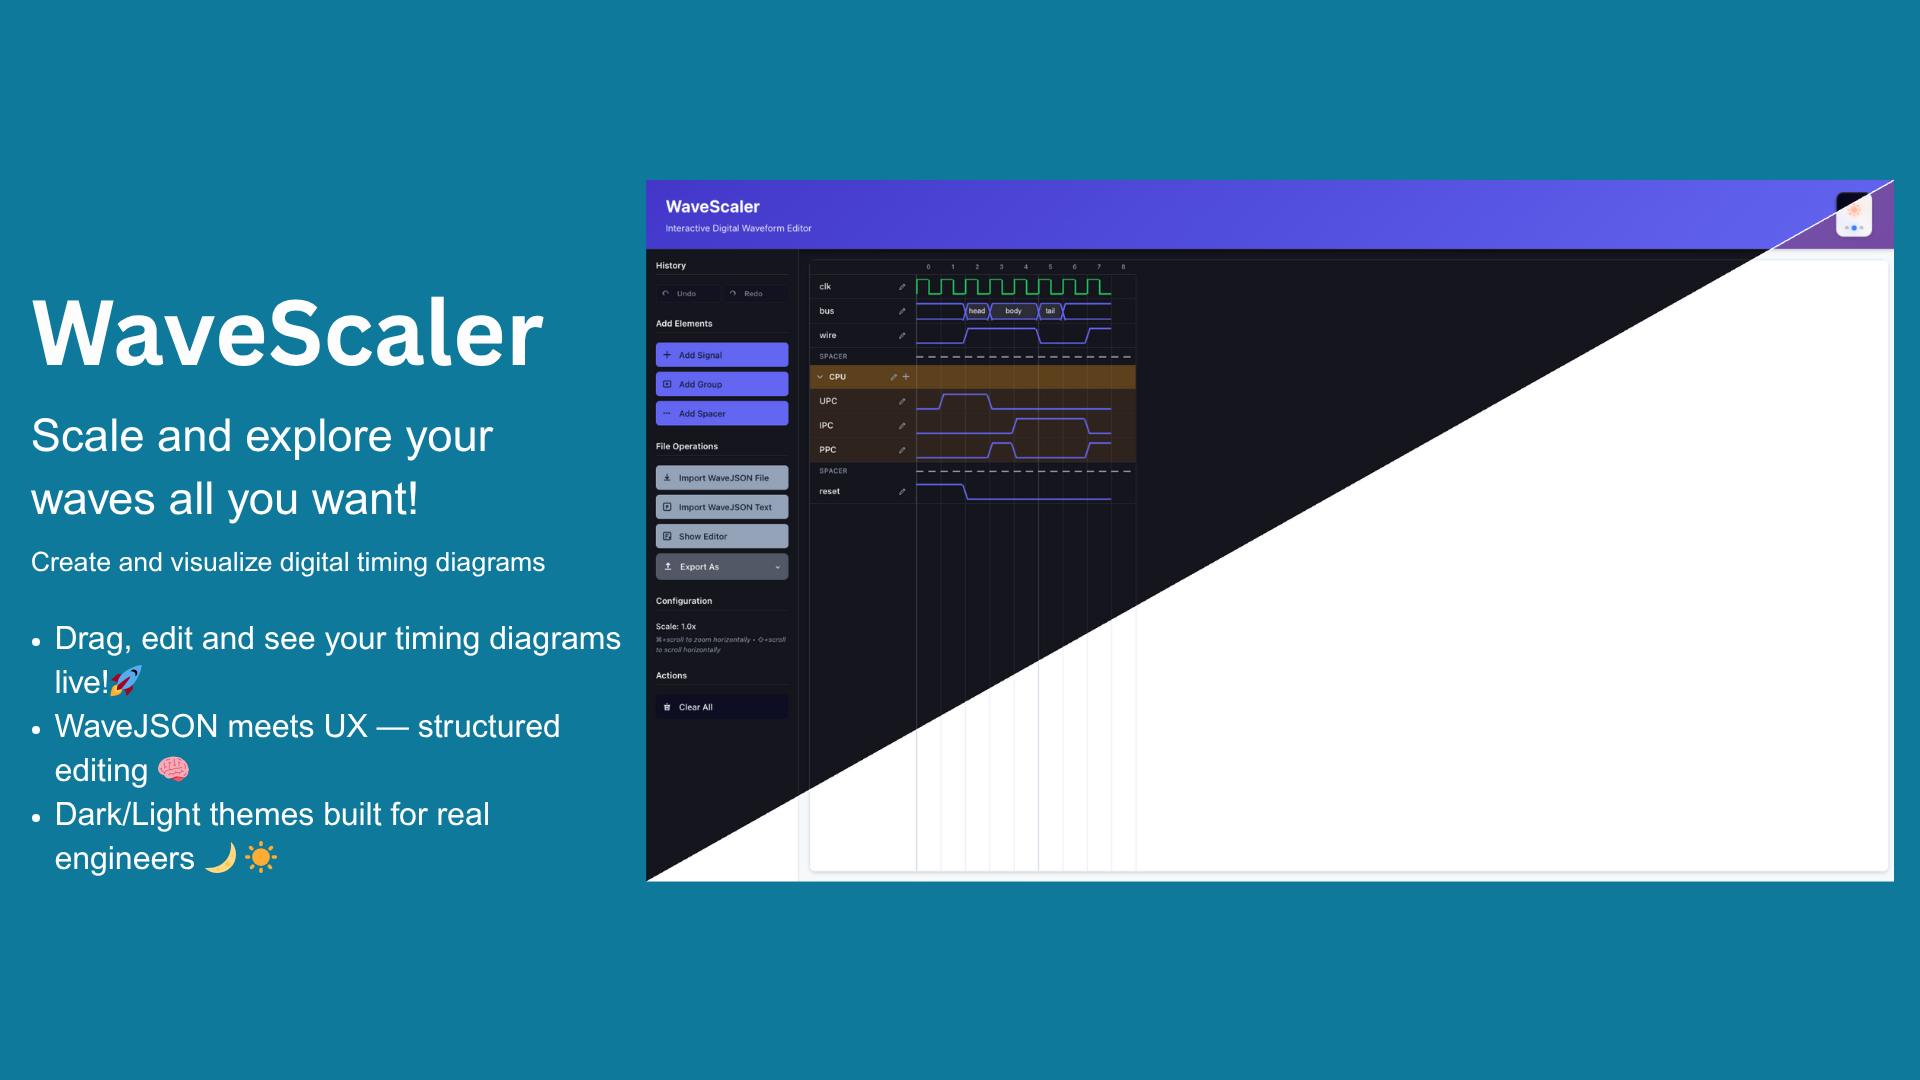 WaveScaler
Scale and explore your
waves all you want!
Create and visualize digital timing diagrams
• Drag, edit and see your timing diagrams
live!🚀
• WaveJSON meets UX — structured
editing 🧠
• Dark/Light themes built for real
engineers 🌙 ☀️
WaveScaler
Interactive Digital Waveform Editor
History
Undo Redo
Add Elements
Add Signal
Add Group
Add Spacer
File Operations
Import WaveJSON File
Import WaveJSON Text
Show Editor
Export As
Configuration
Scale: 1.0x
⌘+scroll to zoom horizontally • ⇧+scroll
to scroll horizontally
Actions
Clear All
0 1 2 3 4 5 6 7 8
clk
bus head body tail
wire
SPACER
CPU
UPC
IPC
PPC
SPACER
reset